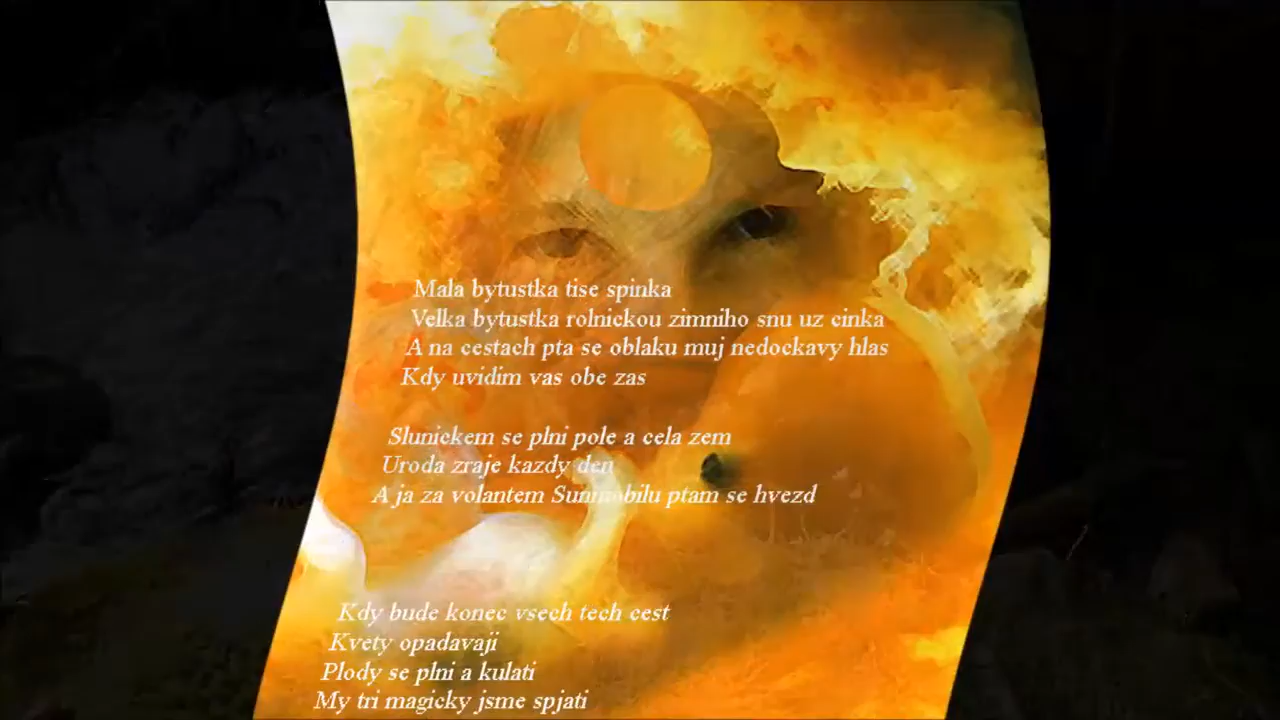 Mala bytustka tise spinka
Velka bytustka rolnickou zimniho snu uz cinka
A na cestach pta se oblaku muj nedockavy hlas
Kdy uvidim vas obe zas
Slunickem se plni pole a cela zem
Uroda zraje kazdy den
A ja za volantem Sunmobilu ptam se hvezd
Kdy bude konec vsech tech cest
Kvety opadavaji
Plody se plni a kulati
My tri magicky jsme spjati